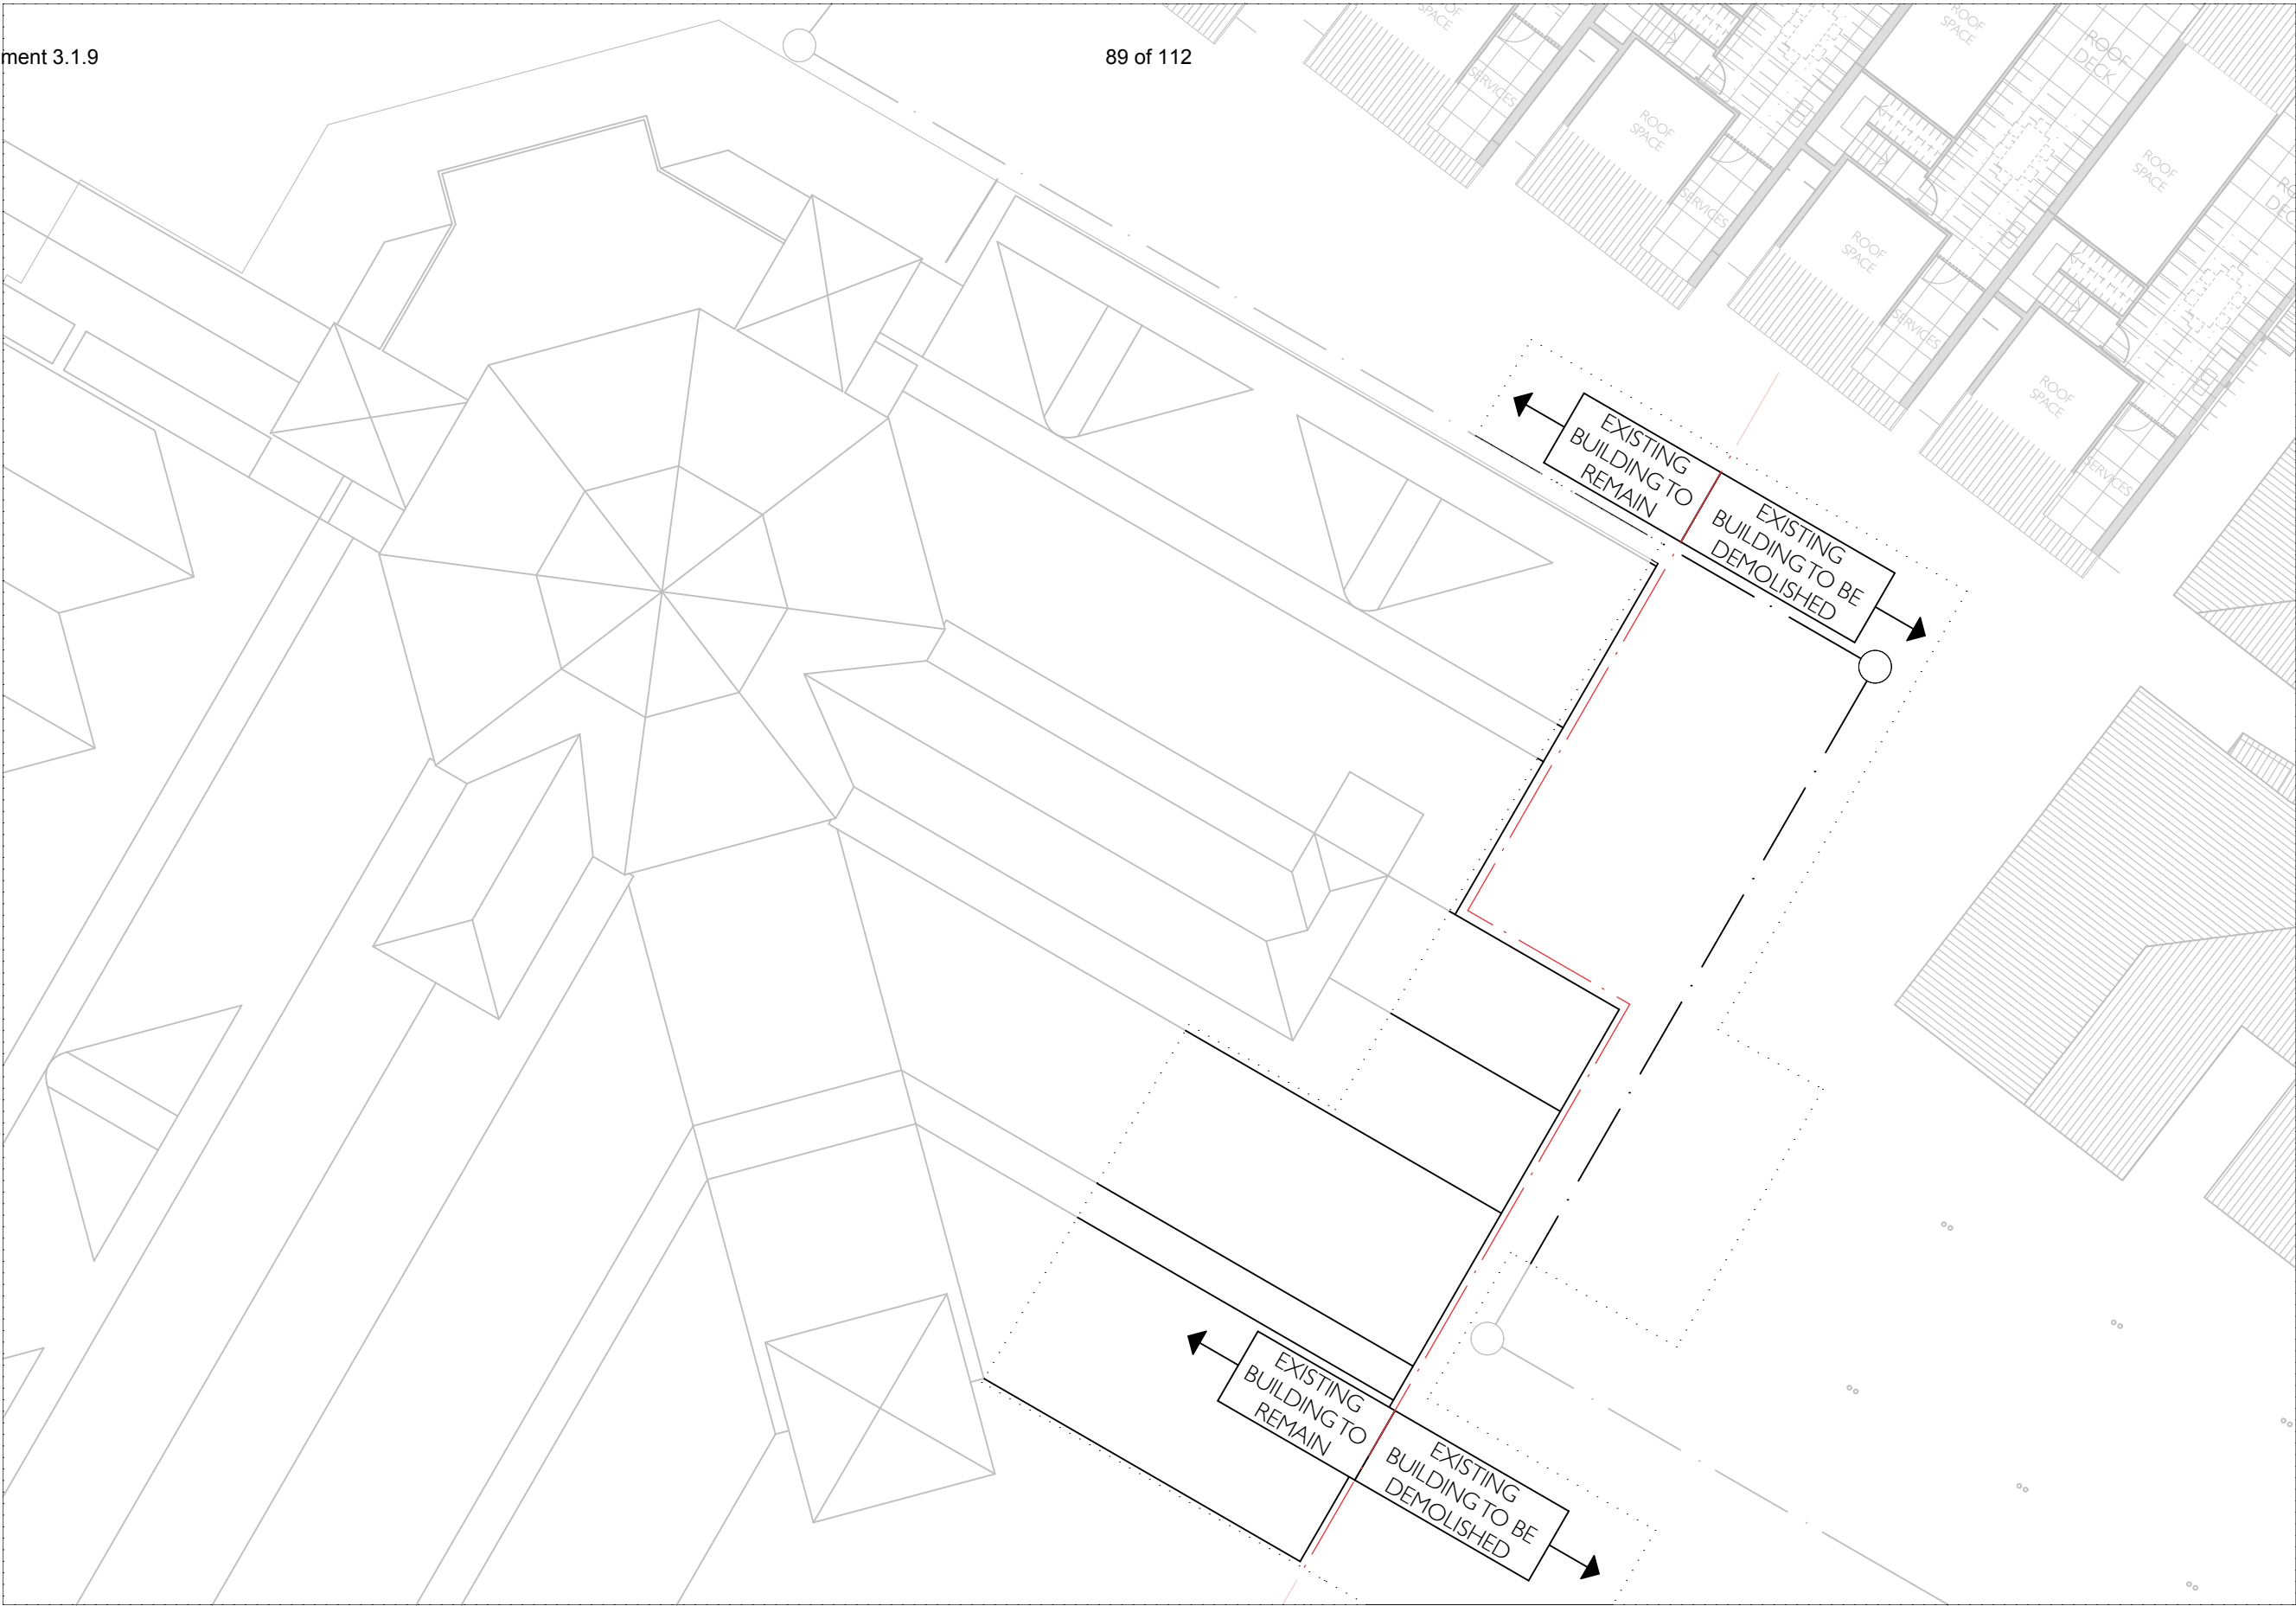 ment 3.1.9
89 of 112
OF
SPACE
SERVICES
ROOF
SPACE
SERVICES
ROOF
SPACE
ROOF
DECK
ROOF
SPACE
SERVICES
ROOF
SPACE
ROOF
SPACE
SERVICES
EXISTING
BUILDING TO
REMAIN
EXISTING
BUILDING TO BE
DEMOLISHED
EXISTING
BUILDING TO
REMAIN
EXISTING
BUILDING TO BE
DEMOLISHED